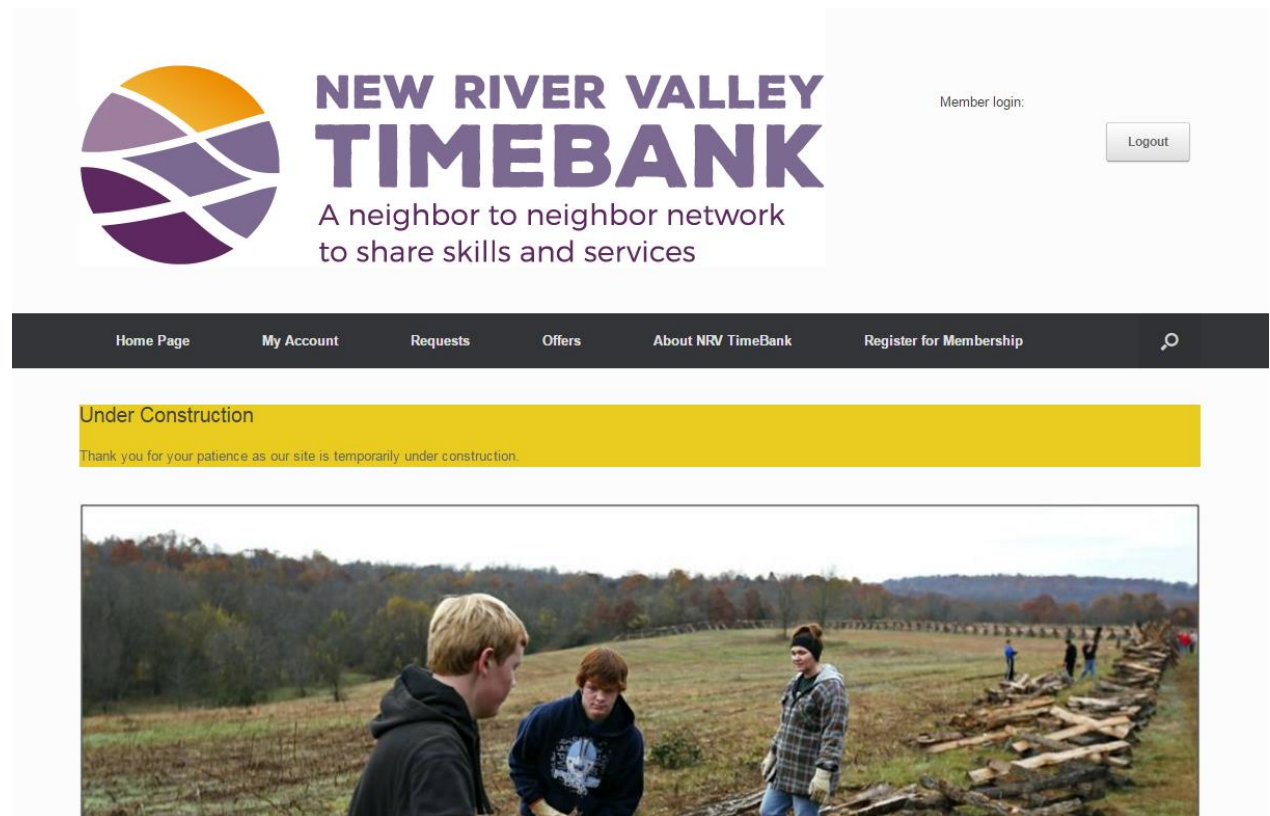 NEW RIVER VALLEY
TIMEBANK
A neighbor to neighbor network
to share skills and services
Member login:
Logout
Home Page
My Account
Requests
Offers
About NRV TimeBank
Register for Membership
Under Construction
Thank you for your patience as our site is temporarily under construction.